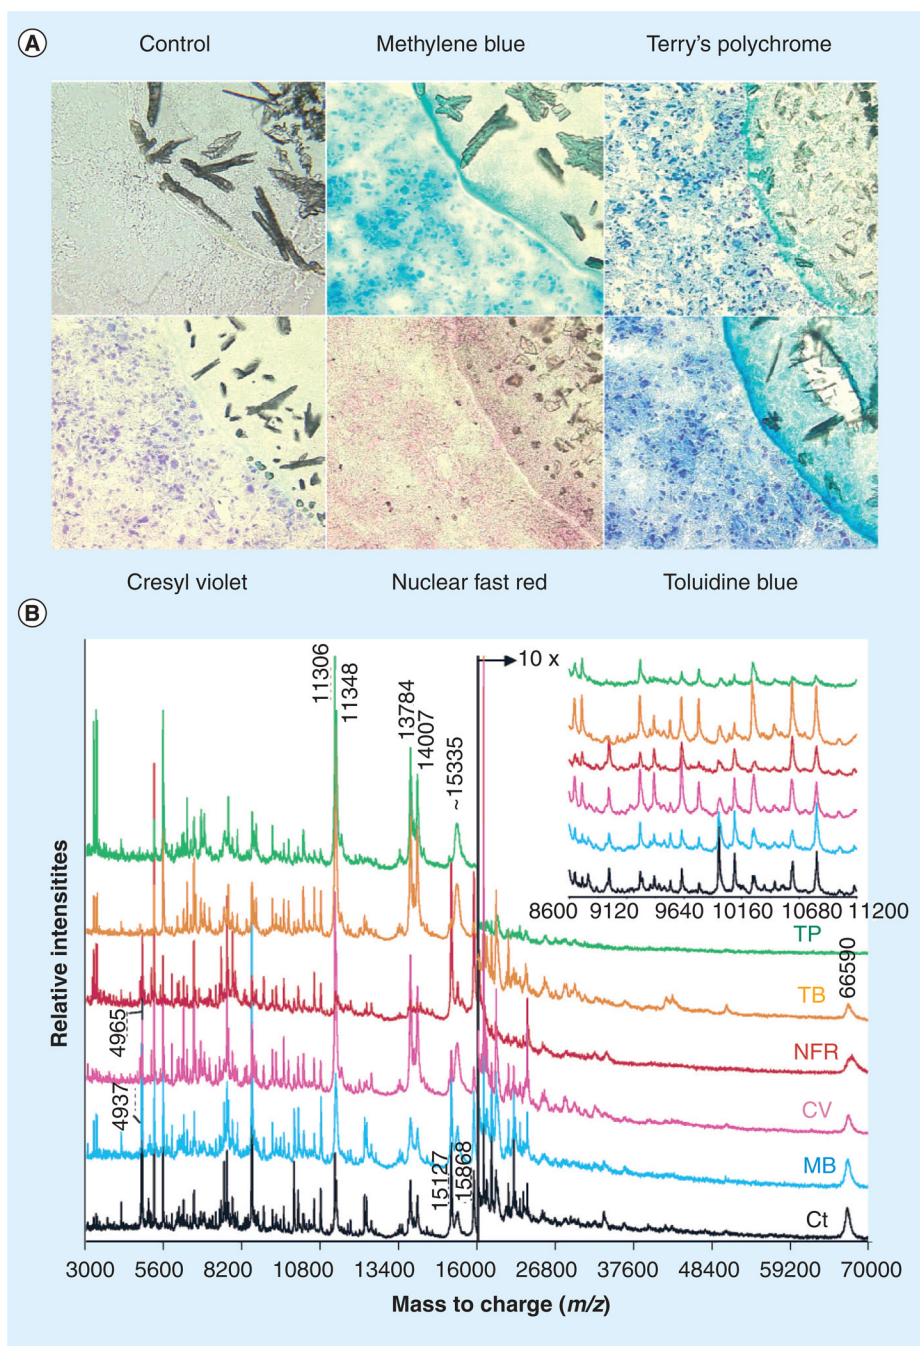 A
Control Methylene blue Terry's polychrome
Cresyl violet Nuclear fast red Toluidine blue
B
Relative intensitites
11306
11348
13784
14007
~15335
10 x
8600 9120 9640 10160 10680 11200
TP
TB
66590
NFR
4965
CV
4937
MB
15127
15868
Ct
3000 5600 8200 10800 13400 16000 26800 37600 48400 59200 70000
Mass to charge (m/z)